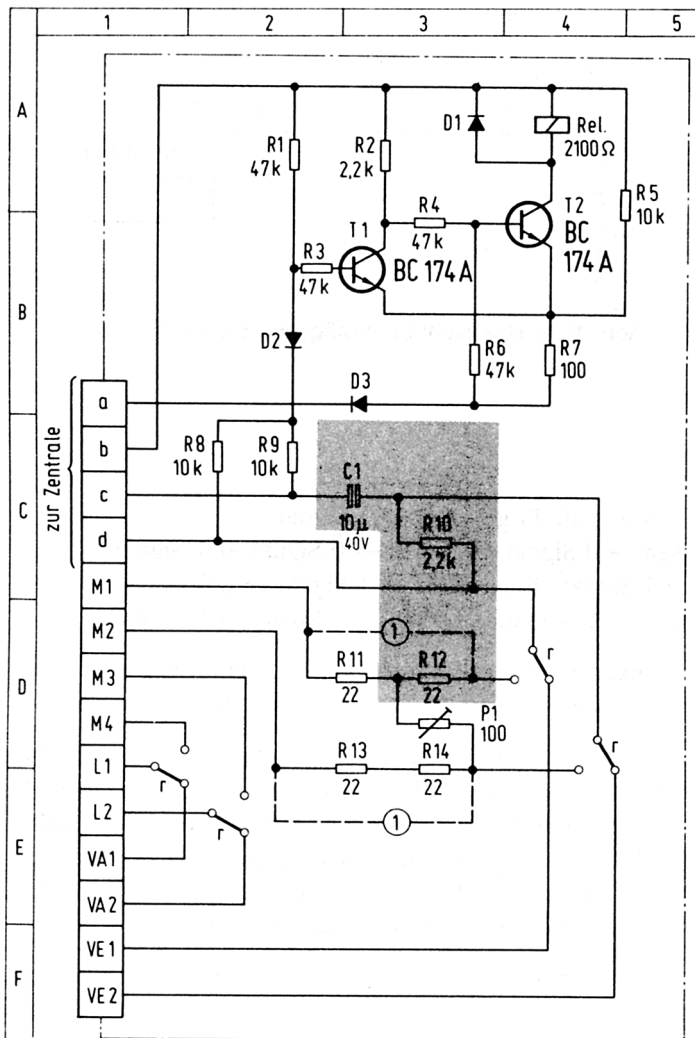 1 2 3 4 5
A
B
C
D
E
F
R1
47k
R2
2,2k
D1
Rel.
2100Ω
R5
10k
R4
47k
T1
BC 174A
T2
BC
174A
R3
47k
D2
R6
47k
R7
100
D3
zur Zentrale
a
b
c
d
M1
M2
M3
M4
L1
L2
VA1
VA2
VE1
VE2
R8
10k
R9
10k
C1
10µ
40V
R10
2,2k
1
R11
22
R12
22
P1
100
R13
22
R14
22
1
r
r
r
r